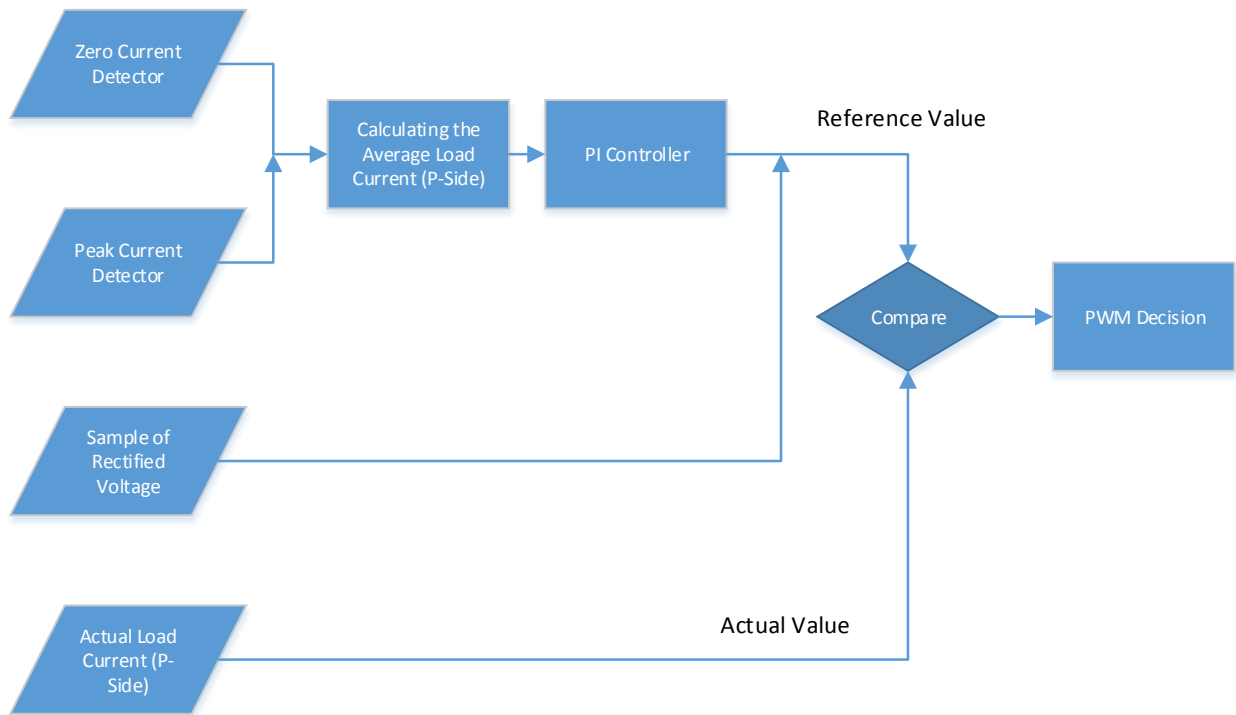 Zero Current
Detector
Calculating the
Average Load
Current (P-Side)
PI Controller
Reference Value
Peak Current
Detector
Compare
PWM Decision
Sample of
Rectified
Voltage
Actual Load
Current (P-
Side)
Actual Value